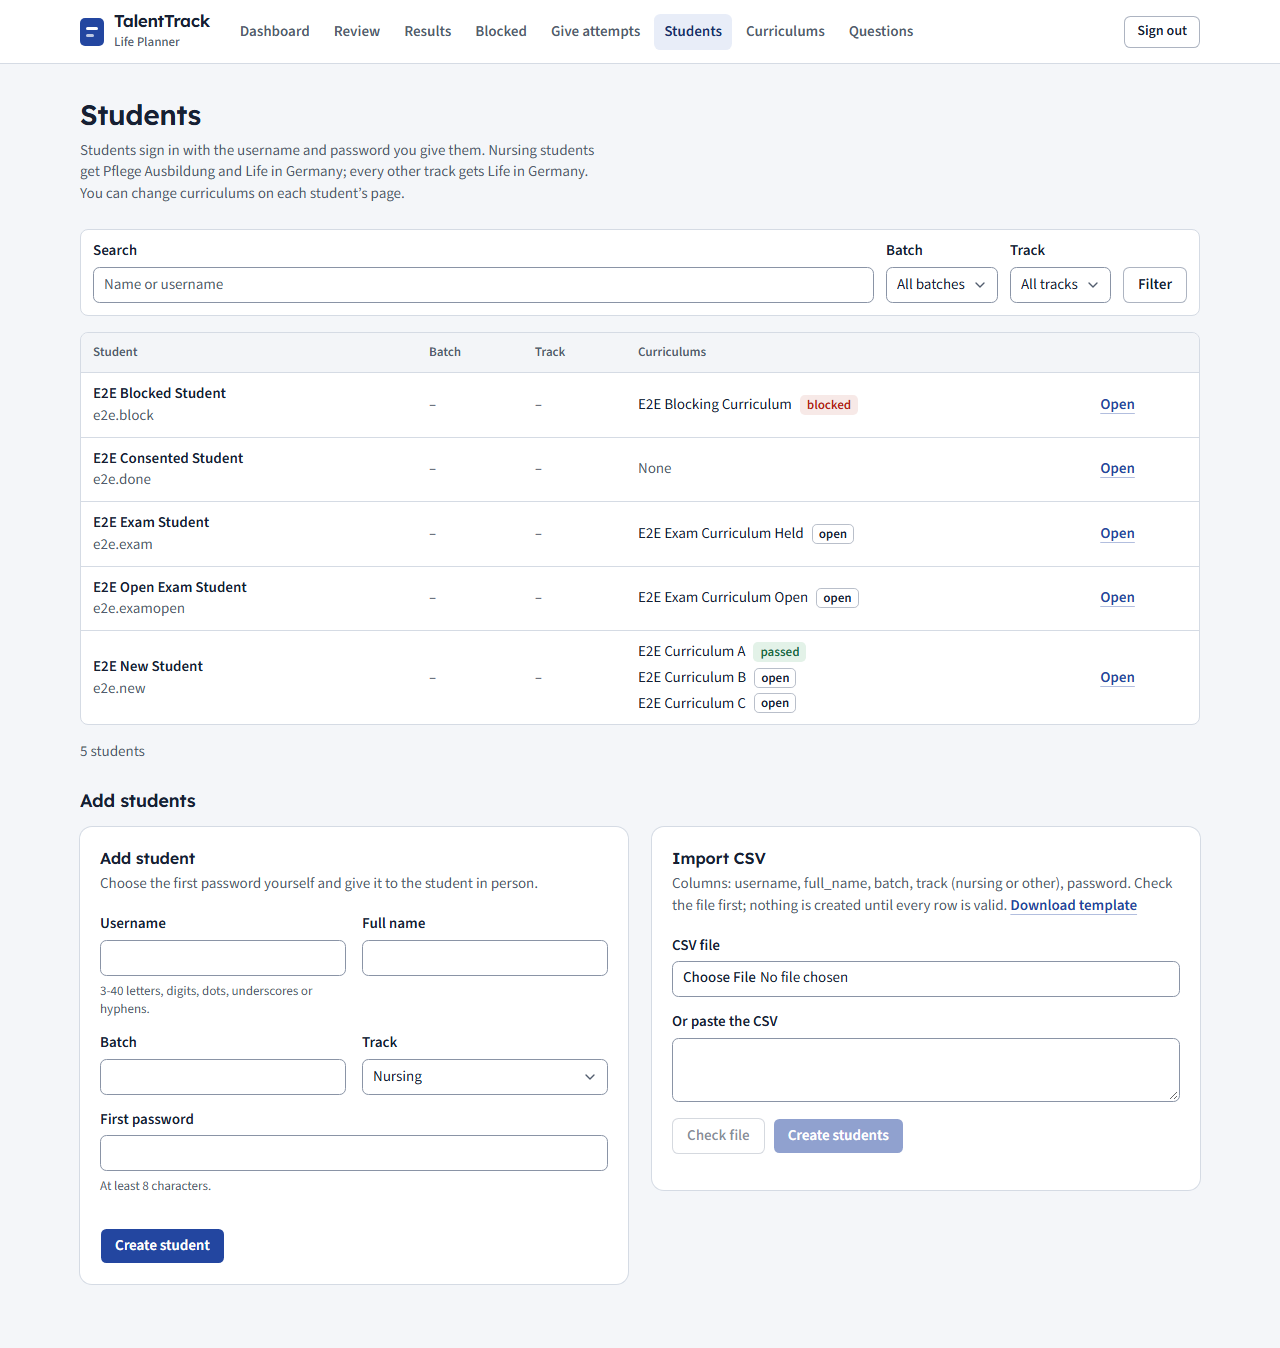 TalentTrack
Life Planner
Dashboard
Review
Results
Blocked
Give attempts
Students
Curriculums
Questions
Sign out
Students
Students sign in with the username and password you give them. Nursing students
get Pflege Ausbildung and Life in Germany; every other track gets Life in Germany.
You can change curriculums on each student’s page.
Search
Batch
Track
Name or username
All batches
All tracks
Filter
Student
Batch
Track
Curriculums
E2E Blocked Student
e2e.block
–
–
E2E Blocking Curriculum blocked
Open
E2E Consented Student
e2e.done
–
–
None
Open
E2E Exam Student
e2e.exam
–
–
E2E Exam Curriculum Held open
Open
E2E Open Exam Student
e2e.examopen
–
–
E2E Exam Curriculum Open open
Open
E2E New Student
e2e.new
–
–
E2E Curriculum A passed
E2E Curriculum B open
E2E Curriculum C open
Open
5 students
Add students
Add student
Choose the first password yourself and give it to the student in person.
Username
Full name
3-40 letters, digits, dots, underscores or
hyphens.
Batch
Track
Nursing
First password
At least 8 characters.
Create student
Import CSV
Columns: username, full_name, batch, track (nursing or other), password. Check
the file first; nothing is created until every row is valid. Download template
CSV file
Choose File No file chosen
Or paste the CSV
Check file
Create students